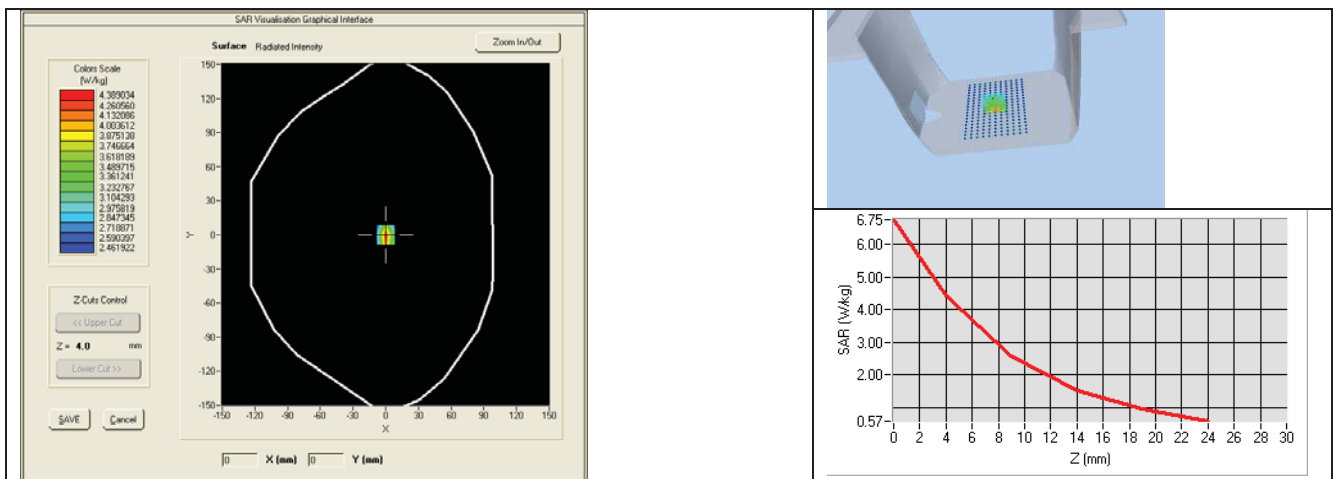 SAR Visualisation Graphical Interface
Surface Radiated Intensity
Zoom In/Out
Colors Scale
(W/kg)
4.389034
4.260560
4.132086
4.003612
3.875138
3.746664
3.618189
3.489715
3.361241
3.232767
3.104293
2.975819
2.847345
2.718871
2.590397
2.461922
Z-Cuts Control
<< Upper Cut
Z = 4.0 mm
Lower Cut >>
SAVE Cancel
150-
120-
90-
60-
30-
0-
-30-
-60-
-90-
-120-
-150-
Y
-150 -120 -90 -60 -30 0 30 60 90 120 150
X
0 X (mm) 0 Y (mm)
6.75-
6.00-
5.00-
4.00-
3.00-
2.00-
0.57-
SAR (W/kg)
0 2 4 6 8 10 12 14 16 18 20 22 24 26 28 30
Z (mm)